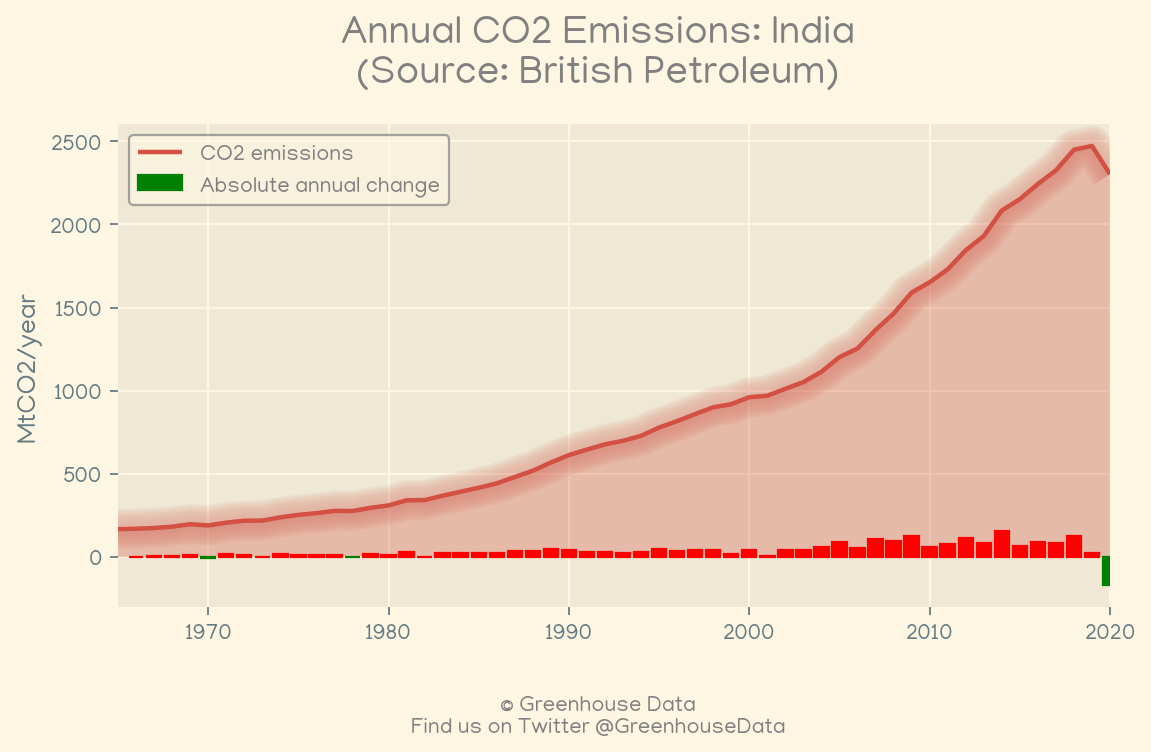 Annual CO2 Emissions: India
(Source: British Petroleum)
CO2 emissions
Absolute annual change
MtCO2/year
2500
2000
1500
1000
500
0
1970
1980
1990
2000
2010
2020
© Greenhouse Data
Find us on Twitter @GreenhouseData